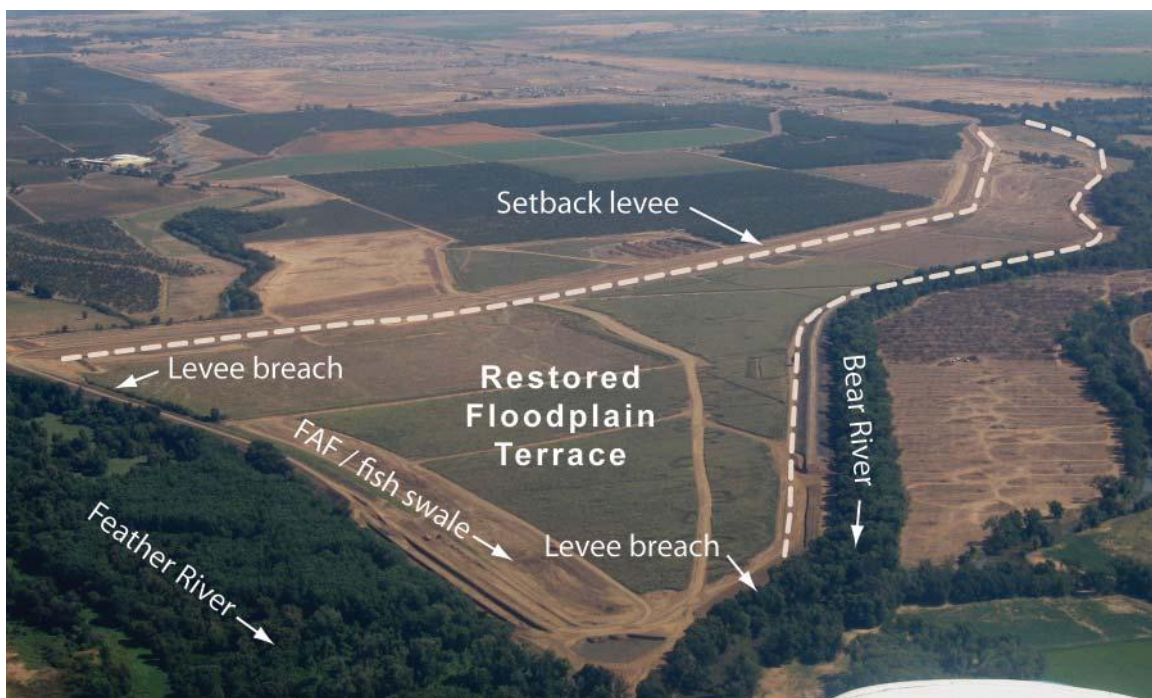 Setback levee
Levee breach
Restored
Floodplain
Terrace
FAF / fish swale
Bear River
Levee breach
Feather River